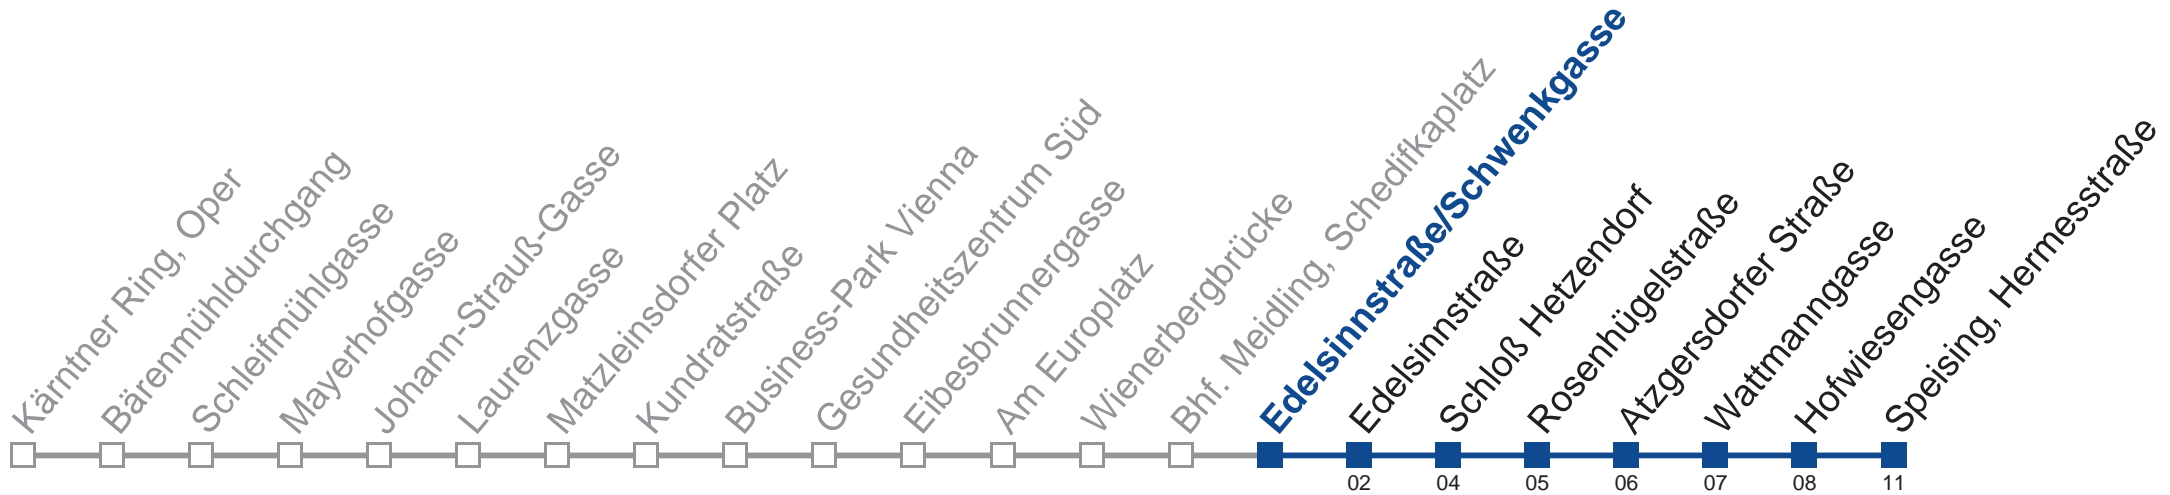 Kärntner Ring, Oper
Bärenmühldurchgang
Schleifmühlgasse
Mayerhofgasse
Johann-Strauß-Gasse
Laurenzgasse
Matzleinsdorfer Platz
Kundratstraße
Business-Park Vienna
Gesundheitszentrum Süd
Eibesbrunnergasse
Am Europlatz
Wienerbergbrücke
Bhf. Meidling, Schedifkaplatz
Edelsinnstraße/Schwenkgasse
Edelsinnstraße
Schloß Hetzendorf
Rosenhügelstraße
Atzgersdorfer Straße
Wattmanngasse
Hofwiesengasse
Speising, Hermesstraße
02 04 05 06 07 08 11